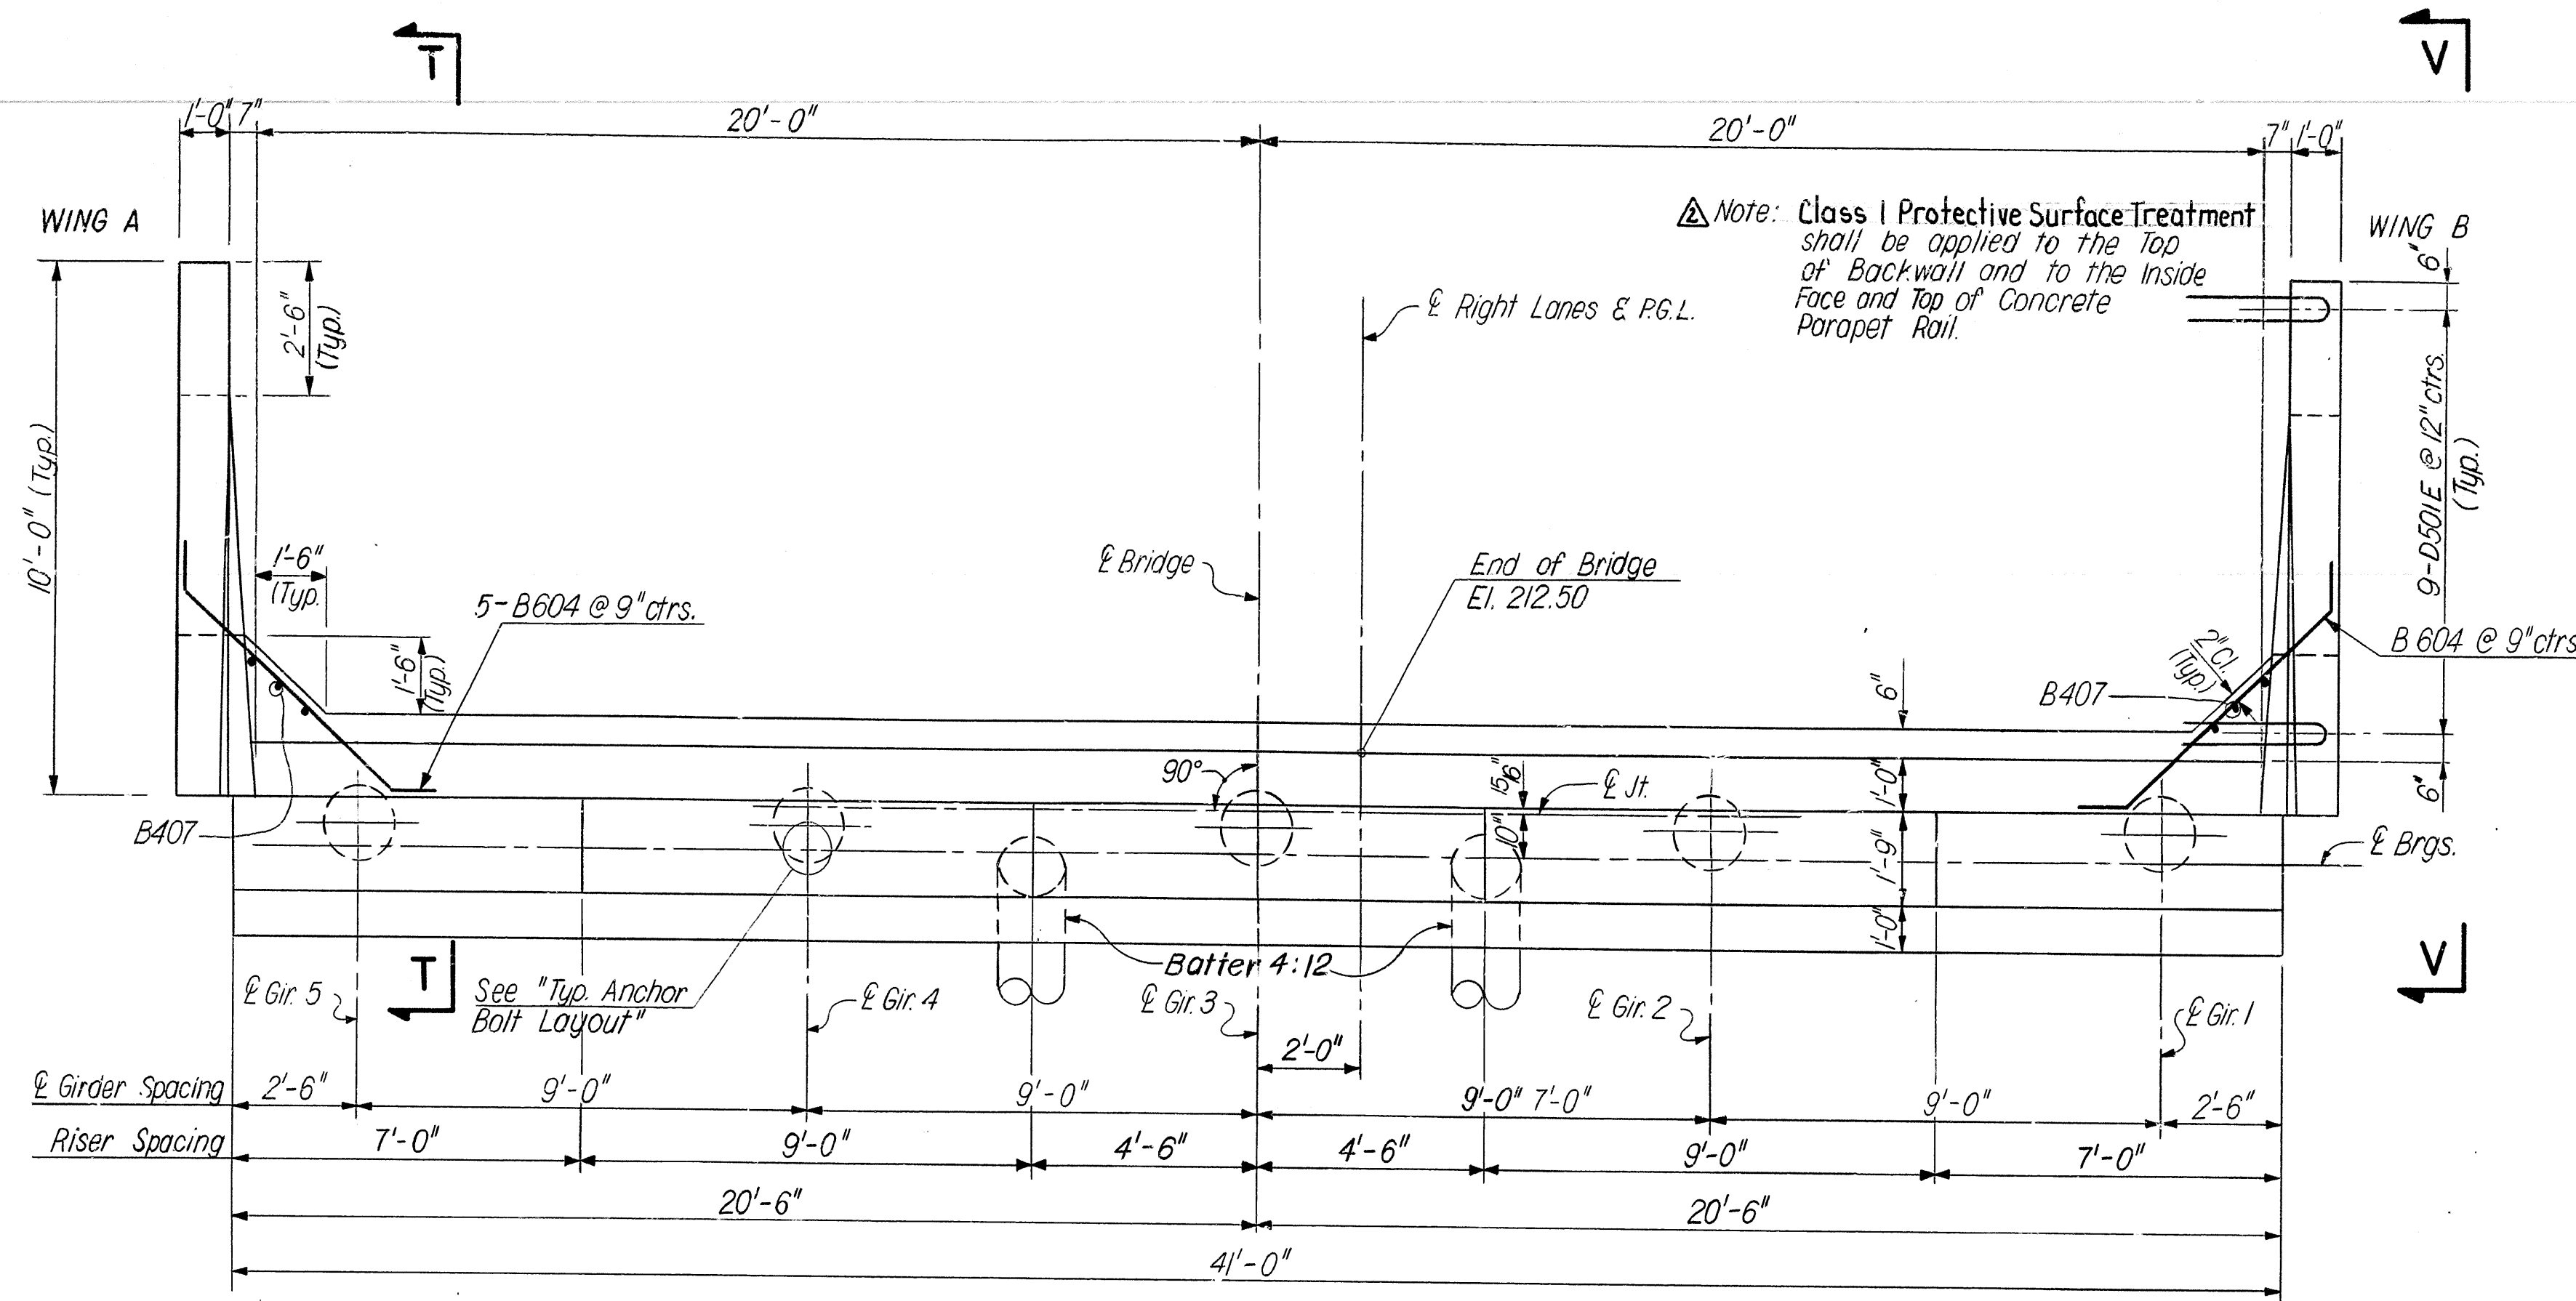 T
V
1'-0" 7" 20'-0" 20'-0" 7" 1'-0"
WING A
WING B
2 Note: Class 1 Protective Surface Treatment
shall be applied to the Top
of Backwall and to the Inside
Face and Top of Concrete
Parapet Rail.
6"
2'-6"
(Typ.)
℄ Right Lanes & P.G.L.
10'-0" (Typ.)
9-D501E @ 12" ctrs.
(Typ.)
1'-6"
(Typ.
℄ Bridge
End of Bridge
El. 212.50
5-B604 @ 9" ctrs.
1'-6"
(Typ.)
2" Cl.
(Typ.)
B 604 @ 9" ctrs
B407
6"
90°
15/16"
℄ Jt.
1'-0"
6"
B407
10"
1'-9"
℄ Brgs.
1'-0"
T
Batter 4:12
V
℄ Gir. 5
See "Typ. Anchor
Bolt Layout"
℄ Gir. 4
℄ Gir. 3
℄ Gir. 2
℄ Gir. 1
2'-0"
℄ Girder Spacing 2'-6" 9'-0" 9'-0" 9'-0" 7'-0" 9'-0" 2'-6"
Riser Spacing 7'-0" 9'-0" 4'-6" 4'-6" 9'-0" 7'-0"
20'-6" 20'-6"
41'-0"